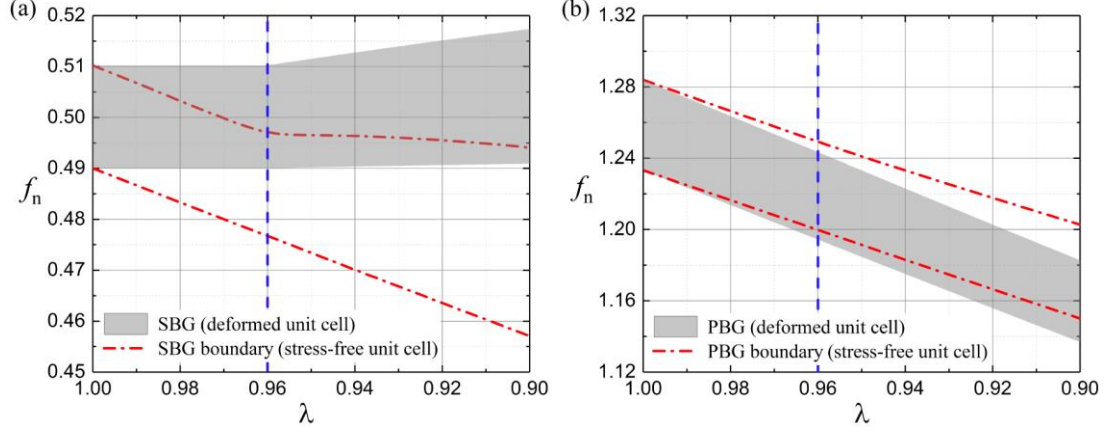 (a)
0.52
0.51
0.50
0.49
0.48
0.47
0.46
0.45
fn
SBG (deformed unit cell)
SBG boundary (stress-free unit cell)
1.00 0.98 0.96 0.94 0.92 0.90
λ
(b)
1.32
1.28
1.24
1.20
1.16
1.12
fn
PBG (deformed unit cell)
PBG boundary (stress-free unit cell)
1.00 0.98 0.96 0.94 0.92 0.90
λ